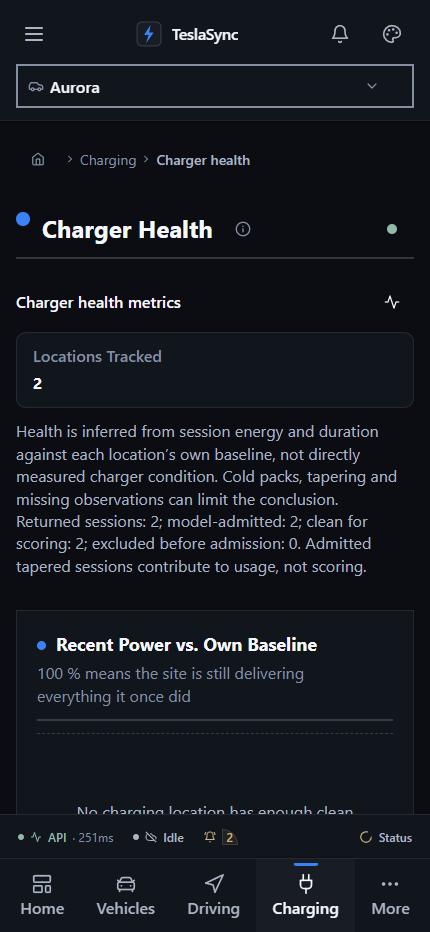 TeslaSync
Aurora
Charging
Charger health
Charger Health
Charger health metrics
Locations Tracked
2
Health is inferred from session energy and duration
against each location's own baseline, not directly
measured charger condition. Cold packs, tapering and
missing observations can limit the conclusion.
Returned sessions: 2; model-admitted: 2; clean for
scoring: 2; excluded before admission: 0. Admitted
tapered sessions contribute to usage, not scoring.
Recent Power vs. Own Baseline
100 % means the site is still delivering
everything it once did
No charging location has enough clean
API · 251ms
Idle
2
Status
Home
Vehicles
Driving
Charging
More